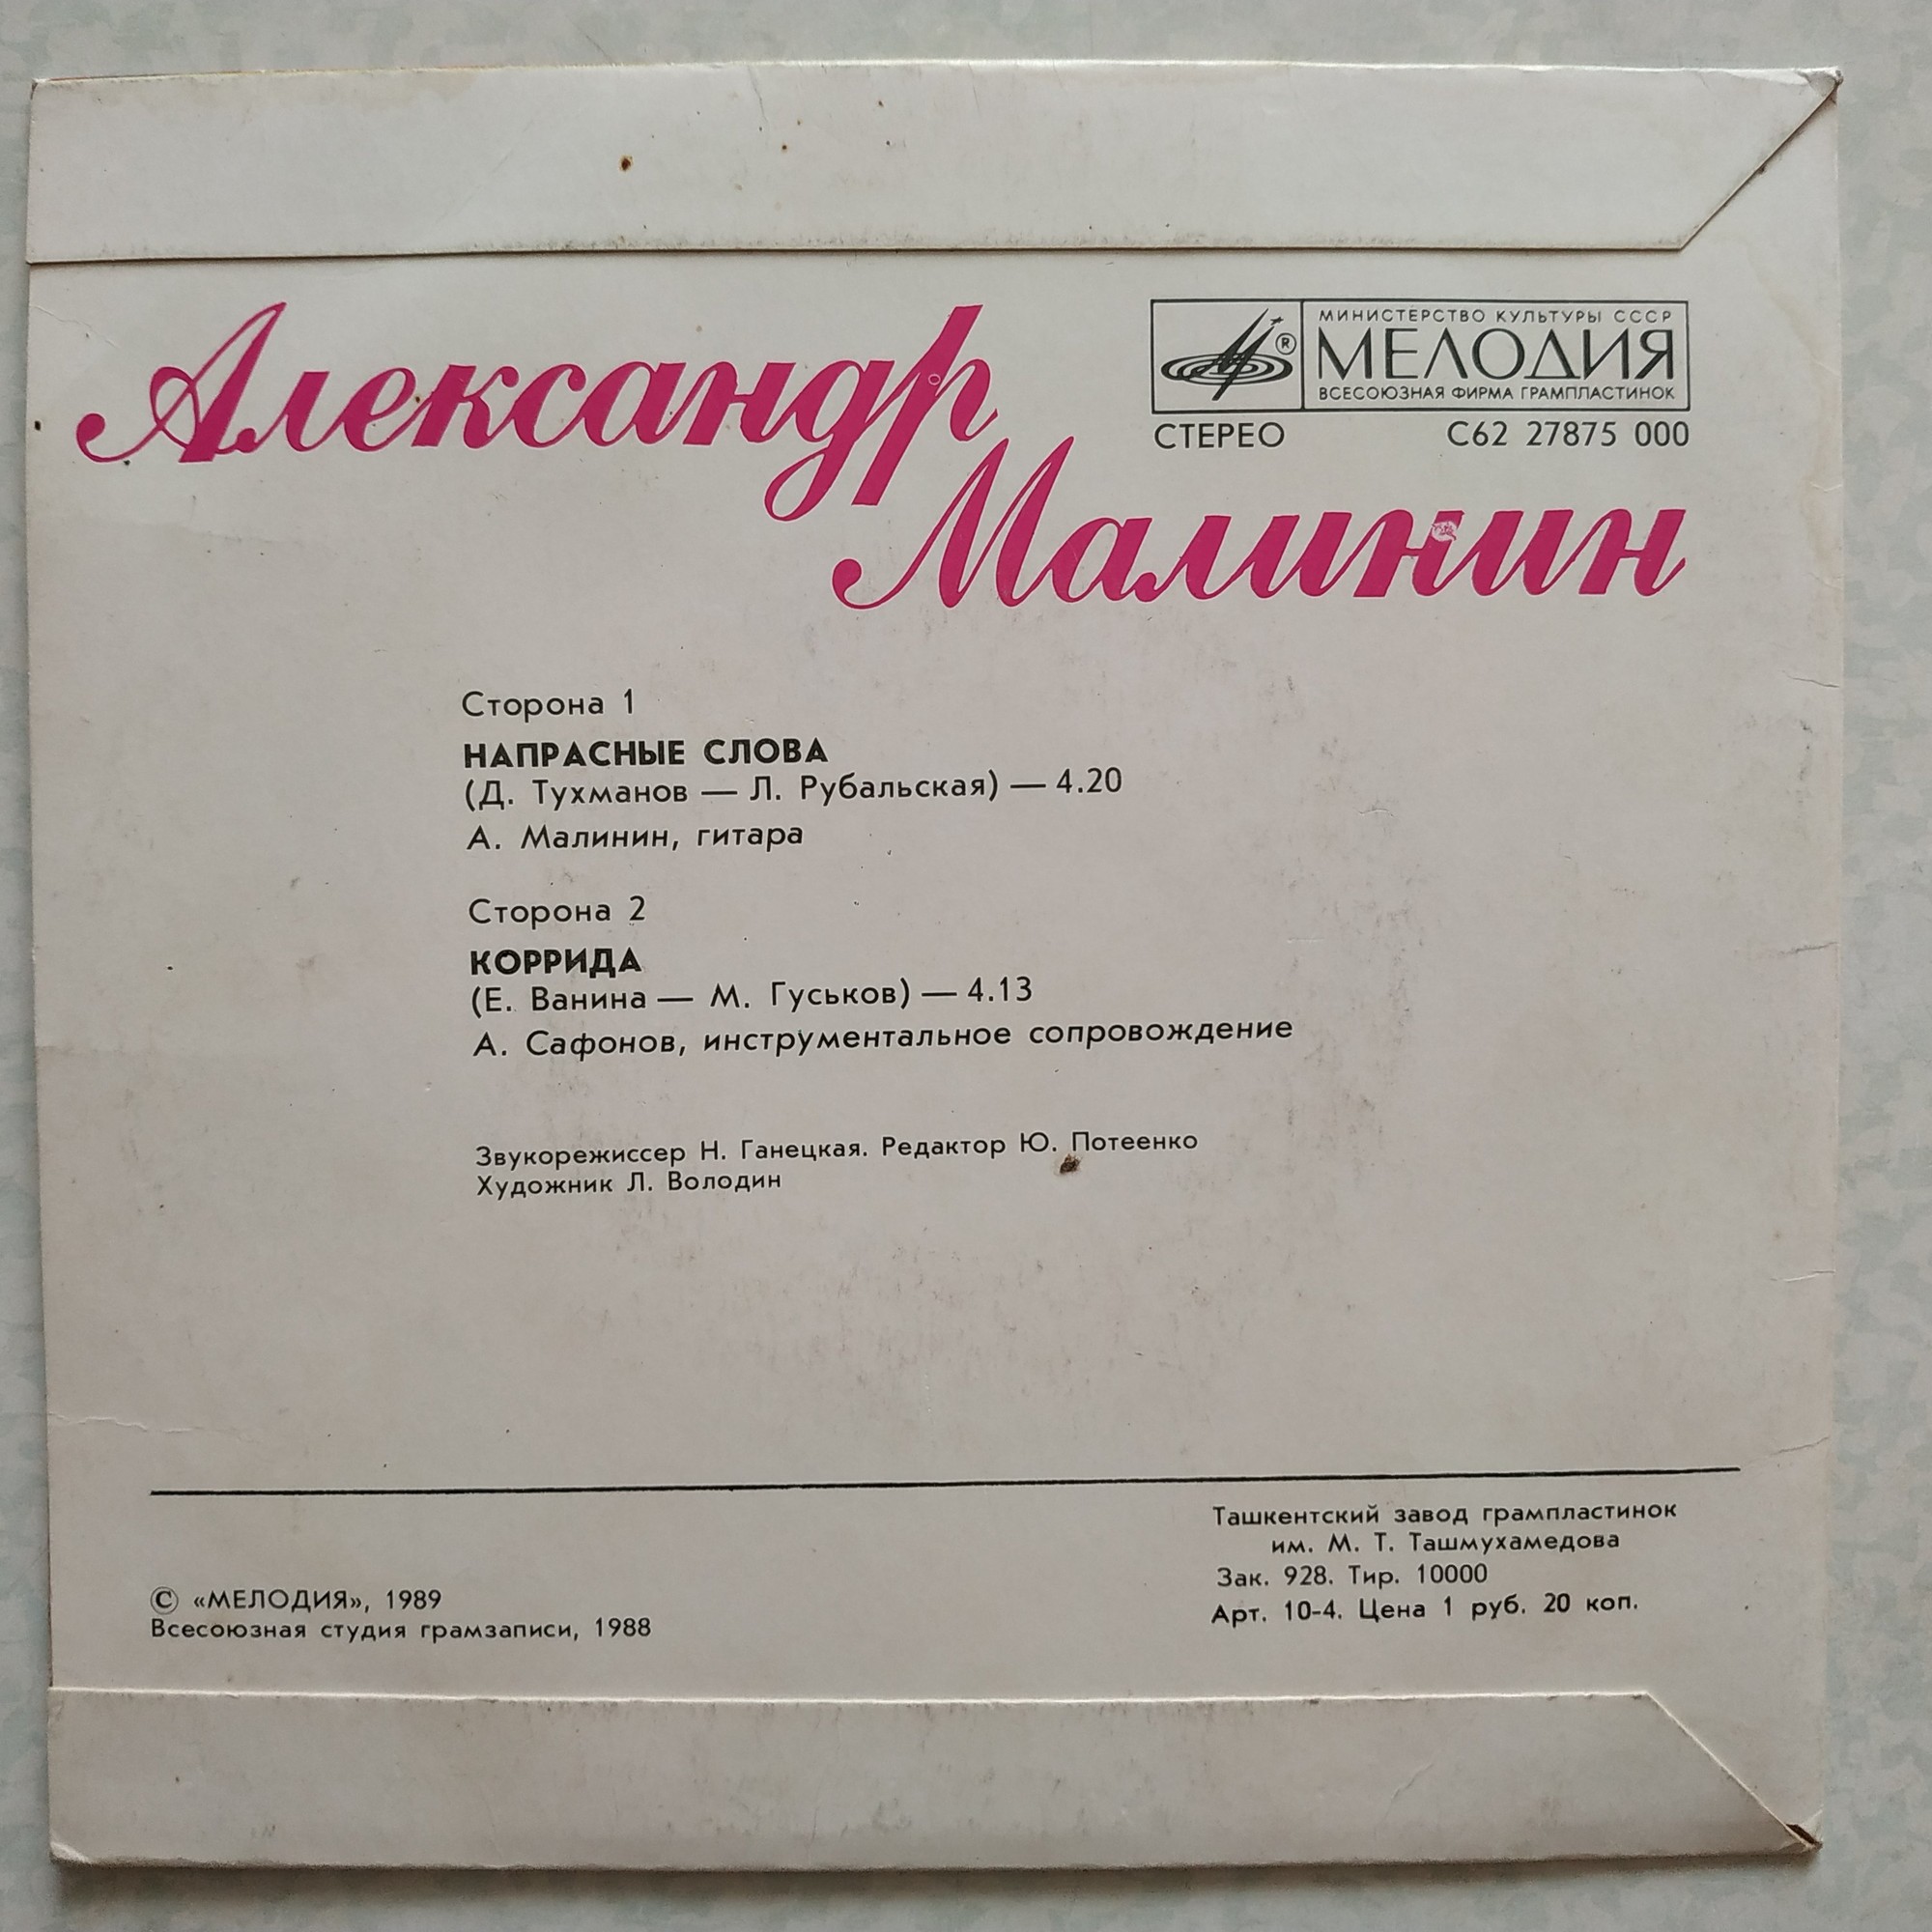 Александр
Малинин
МИНИСТЕРСТВО КУЛЬТУРЫ СССР
®
МЕЛОДИЯ
ВСЕСОЮЗНАЯ ФИРМА ГРАМПЛАСТИНОК
СТЕРЕО С62 27875 000
Сторона 1
НАПРАСНЫЕ СЛОВА
(Д. Тухманов — Л. Рубальская) — 4.20
А. Малинин, гитара
Сторона 2
КОРРИДА
(Е. Ванина — М. Гуськов) — 4.13
А. Сафонов, инструментальное сопровождение
Звукорежиссер Н. Ганецкая. Редактор Ю. Потеенко
Художник Л. Володин
© «МЕЛОДИЯ», 1989
Всесоюзная студия грамзаписи, 1988
Ташкентский завод грампластинок
им. М. Т. Ташмухамедова
Зак. 928. Тир. 10000
Арт. 10-4. Цена 1 руб. 20 коп.